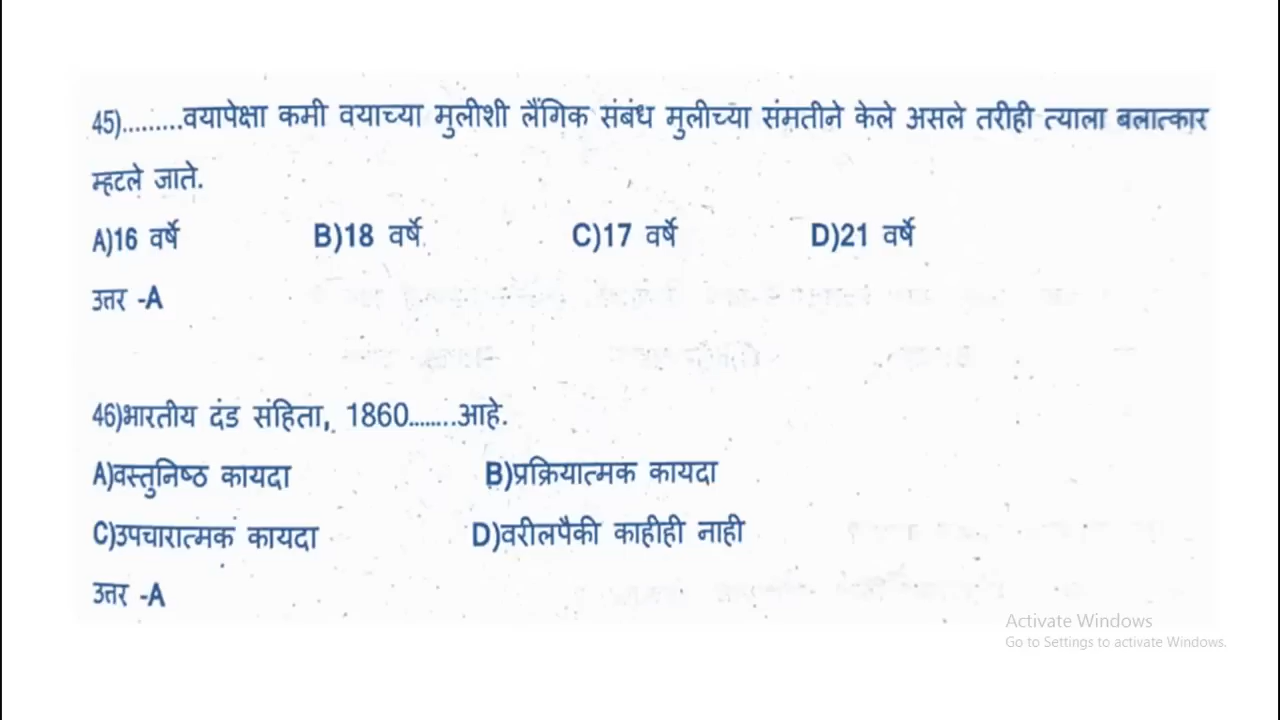 45).........वयापेक्षा कमी वयाच्या मुलीशी लैंगिक संबंध मुलीच्या संमतीने केले असले तरीही त्याला बलात्कार
म्हटले जाते.
A)16 वर्षे B)18 वर्षे C)17 वर्षे D)21 वर्षे
उत्तर -A
46)भारतीय दंड संहिता, 1860........आहे.
A)वस्तुनिष्ठ कायदा B)प्रक्रियात्मक कायदा
C)उपचारात्मक कायदा D)वरीलपैकी काहीही नाही
उत्तर -A
Activate Windows
Go to Settings to activate Windows.